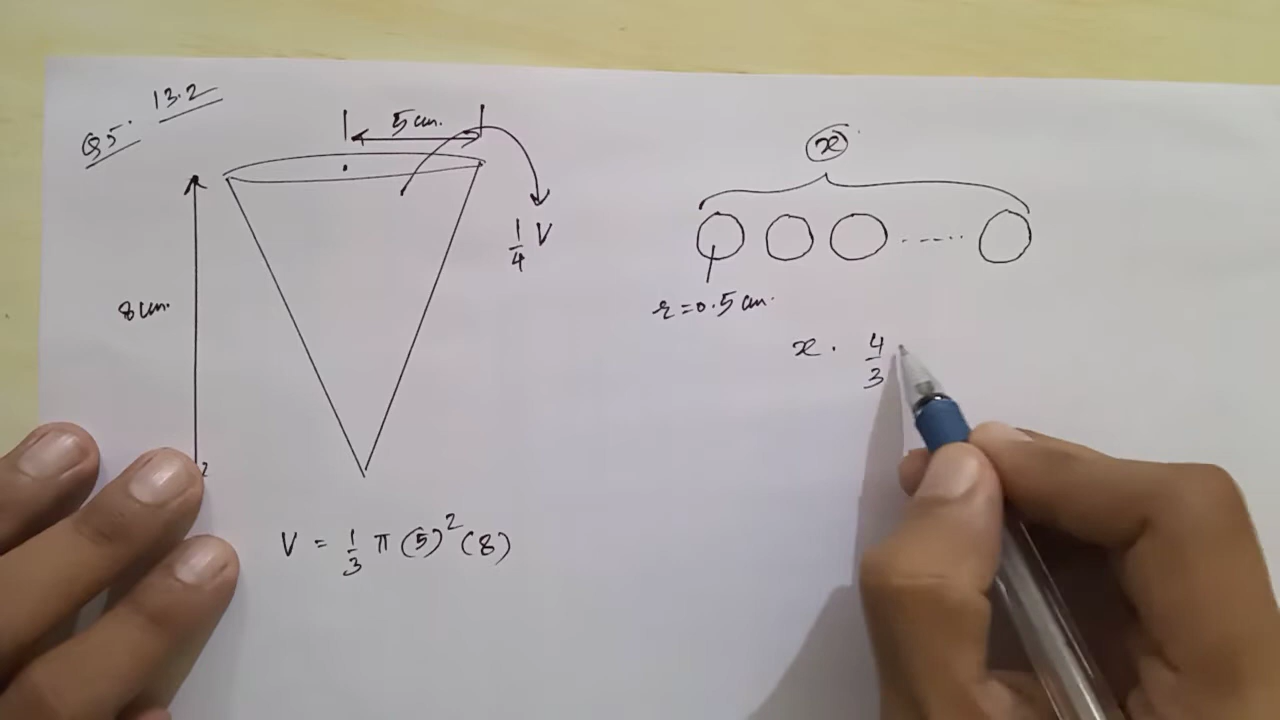 Q5. 13.2
5 cm.
8 cm.
1/4 V
V = 1/3 π (5)² (8)
x
.....
r = 0.5 cm.
x . 4/3